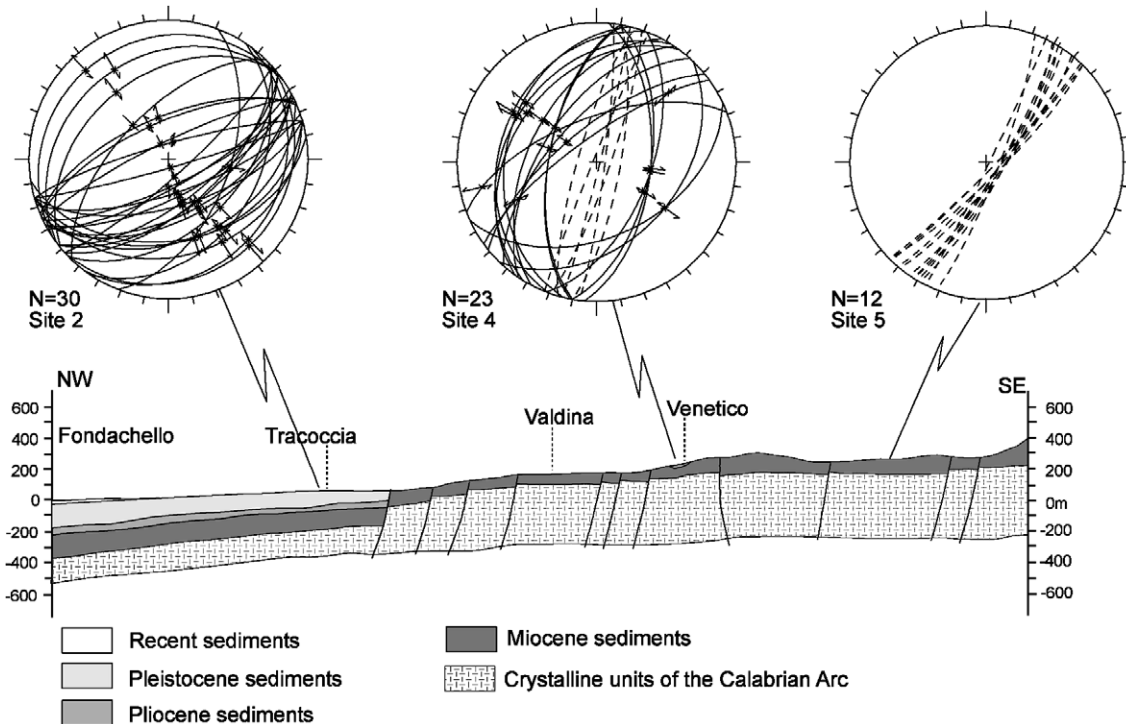 N=30
Site 2
N=23
Site 4
N=12
Site 5
NW
SE
600
400
200
0
-200
-400
-600
Fondachello
Tracoccia
Valdina
Venetico
600
400
200
0m
-200
-400
-600
Recent sediments
Pleistocene sediments
Pliocene sediments
Miocene sediments
Crystalline units of the Calabrian Arc